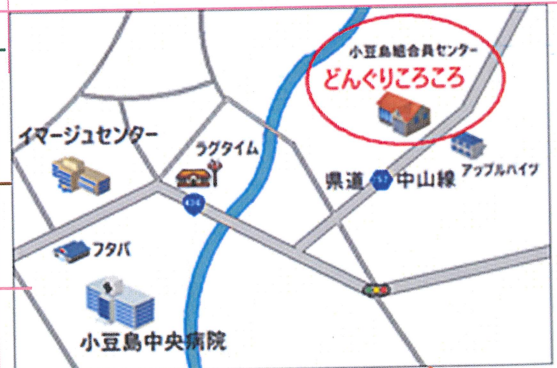 小豆島組合員センター
どんぐりころころ
イマージュセンター
ラグタイム
アップルハイツ
県道 257 中山線
436
フタバ
小豆島中央病院